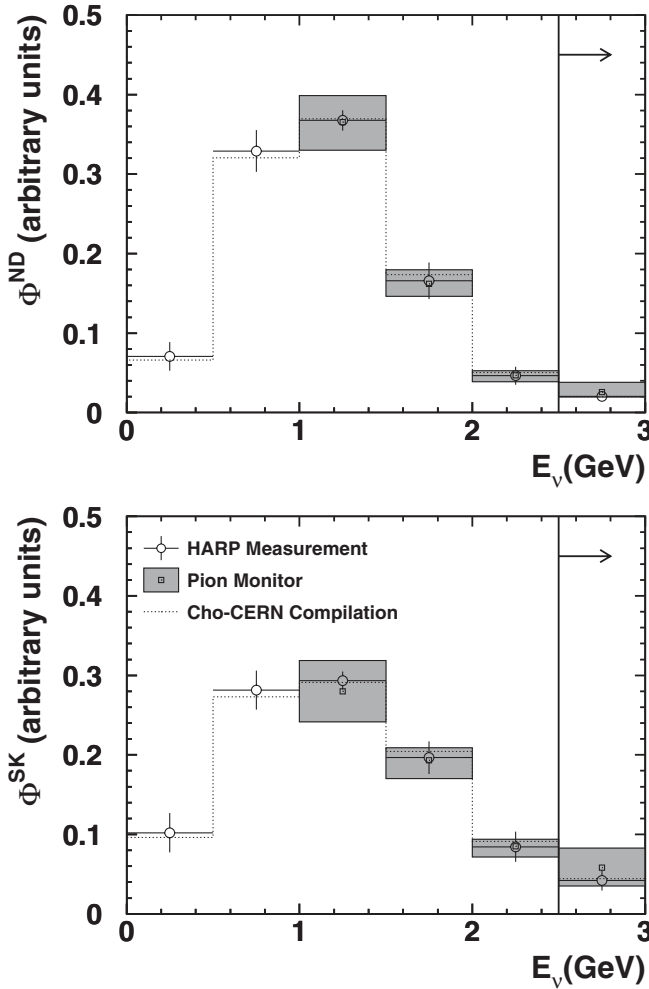 Φ^ND (arbitrary units)
0.5
0.4
0.3
0.2
0.1
0
0 1 2 3
E_ν(GeV)
Φ^SK (arbitrary units)
0.5
0.4
0.3
0.2
0.1
0
HARP Measurement
Pion Monitor
Cho-CERN Compilation
0 1 2 3
E_ν(GeV)